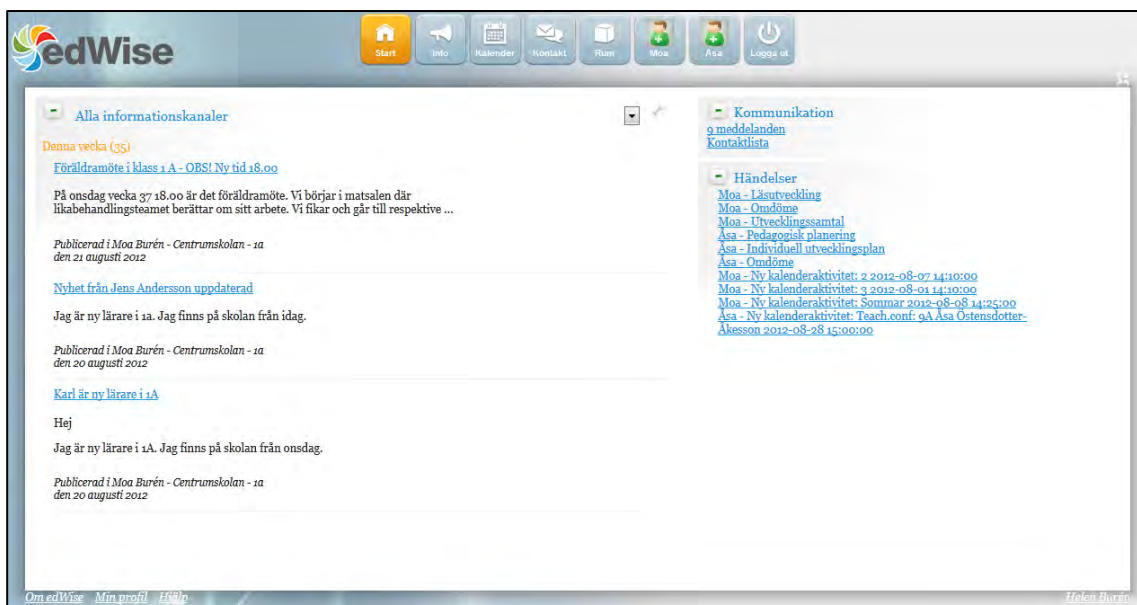 edWise
Start
Info
Kalender
Kontakt
Rum
Moa
Åsa
Logga ut
Alla informationskanaler
Denna vecka (35)
Föräldramöte i klass 1 A - OBS! Ny tid 18.00
På onsdag vecka 37 18.00 är det föräldramöte. Vi börjar i matsalen där
likabehandlingsteamet berättar om sitt arbete. Vi fikar och går till respektive ...
Publicerad i Moa Burén - Centrumskolan - 1a
den 21 augusti 2012
Nyhet från Jens Andersson uppdaterad
Jag är ny lärare i 1a. Jag finns på skolan från idag.
Publicerad i Moa Burén - Centrumskolan - 1a
den 20 augusti 2012
Karl är ny lärare i 1A
Hej
Jag är ny lärare i 1A. Jag finns på skolan från onsdag.
Publicerad i Moa Burén - Centrumskolan - 1a
den 20 augusti 2012
Kommunikation
9 meddelanden
Kontaktlista
Händelser
Moa - Läsutveckling
Moa - Omdöme
Moa - Utvecklingssamtal
Åsa - Pedagogisk planering
Åsa - Individuell utvecklingsplan
Åsa - Omdöme
Moa - Ny kalenderaktivitet: 2 2012-08-07 14:10:00
Moa - Ny kalenderaktivitet: 3 2012-08-01 14:10:00
Moa - Ny kalenderaktivitet: Sommar 2012-08-08 14:25:00
Åsa - Ny kalenderaktivitet: Teach.conf: 9A Åsa Östensdotter-
Åkesson 2012-08-28 15:00:00
Om edWise Min profil Hjälp
Helen Burén